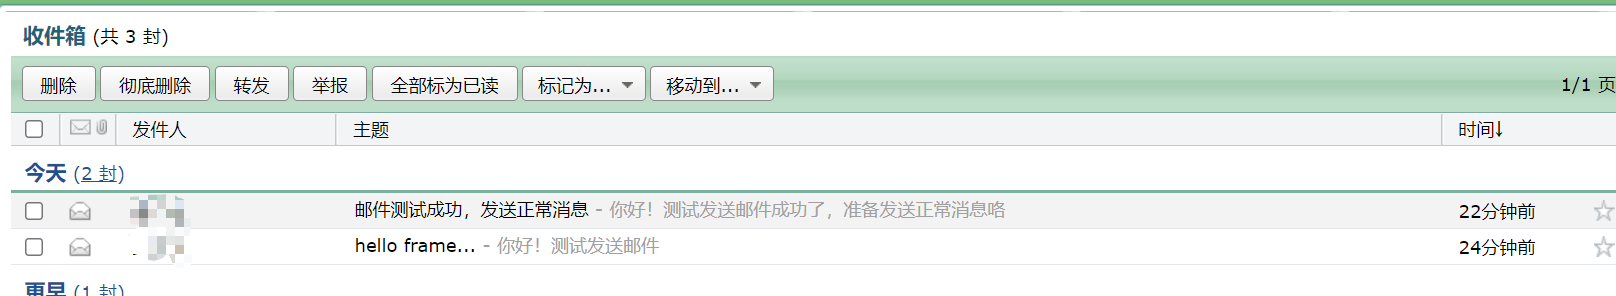 收件箱 (共 3 封)
删除 彻底删除 转发 举报 全部标为已读 标记为... 移动到... 1/1 页
发件人 主题 时间↓
今天 (2 封)
邮件测试成功，发送正常消息 - 你好！测试发送邮件成功了，准备发送正常消息咯 22分钟前
hello frame... - 你好！测试发送邮件 24分钟前
更早 (1 封)